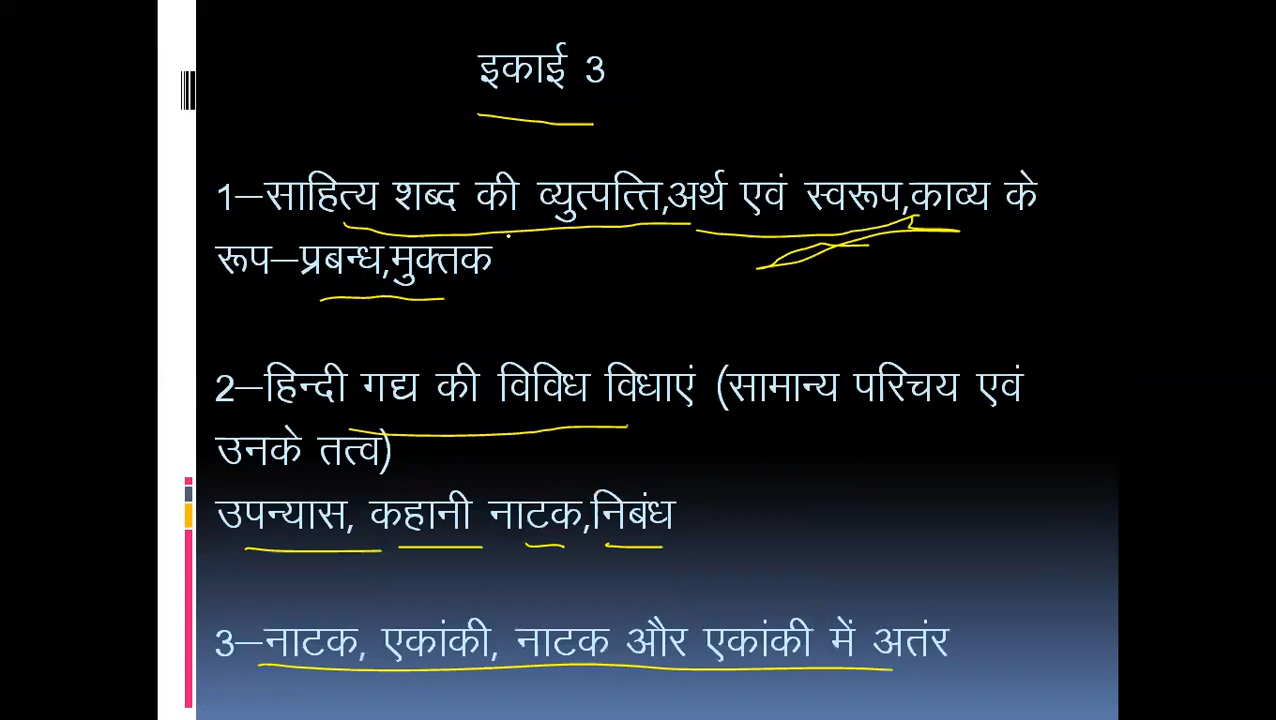 इकाई 3
1–साहित्य शब्द की व्युत्पत्ति,अर्थ एवं स्वरूप,काव्य के
रूप–प्रबन्ध,मुक्तक
2–हिन्दी गद्य की विविध विधाएं (सामान्य परिचय एवं
उनके तत्व)
उपन्यास, कहानी नाटक,निबंध
3–नाटक, एकांकी, नाटक और एकांकी में अतंर